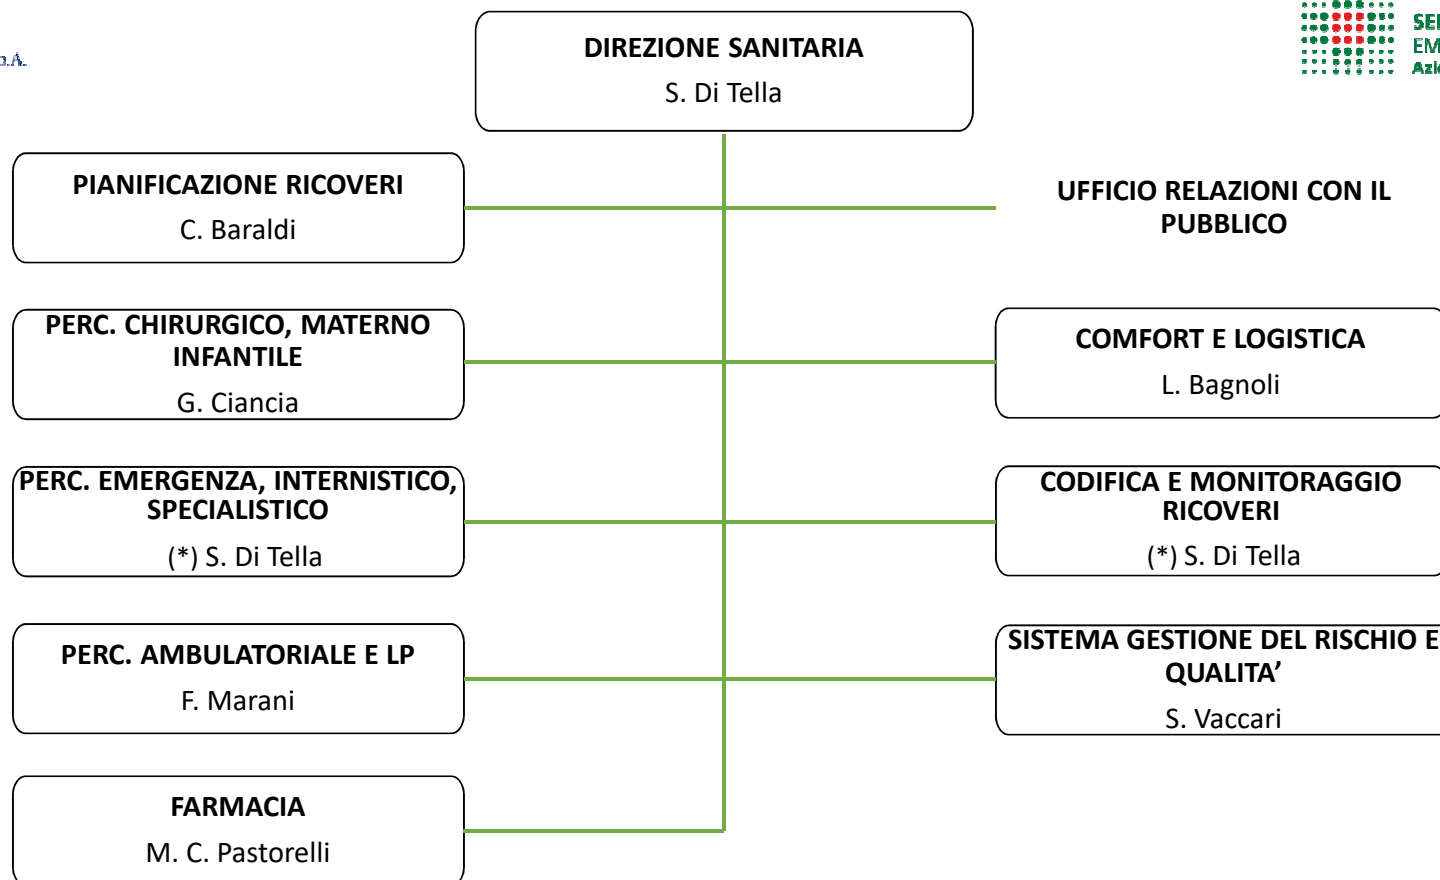 DIREZIONE SANITARIA
S. Di Tella
PIANIFICAZIONE RICOVERI
C. Baraldi
UFFICIO RELAZIONI CON IL
PUBBLICO
PERC. CHIRURGICO, MATERNO
INFANTILE
G. Ciancia
COMFORT E LOGISTICA
L. Bagnoli
PERC. EMERGENZA, INTERNISTICO,
SPECIALISTICO
(*) S. Di Tella
CODIFICA E MONITORAGGIO
RICOVERI
(*) S. Di Tella
PERC. AMBULATORIALE E LP
F. Marani
SISTEMA GESTIONE DEL RISCHIO E
QUALITA’
S. Vaccari
FARMACIA
M. C. Pastorelli